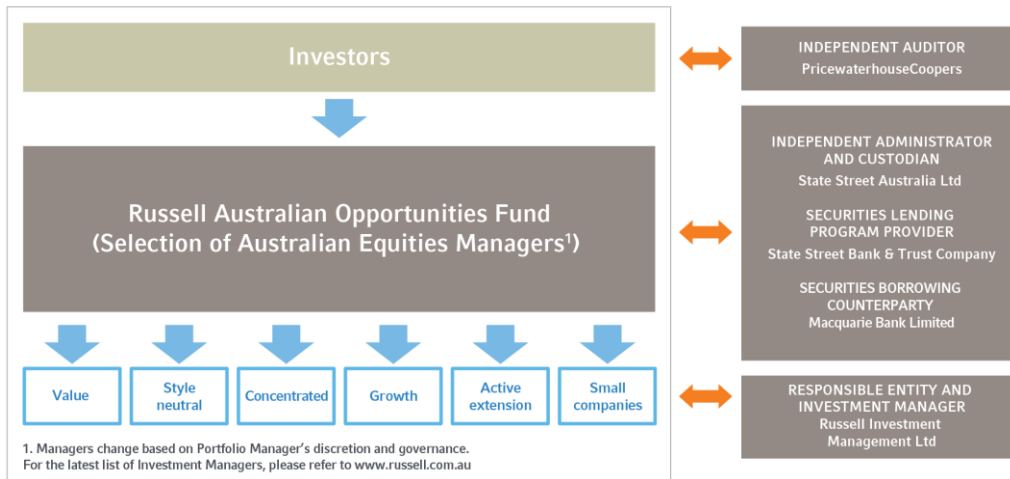 Investors
Russell Australian Opportunities Fund
(Selection of Australian Equities Managers¹)
Value
Style
neutral
Concentrated
Growth
Active
extension
Small
companies
1. Managers change based on Portfolio Manager's discretion and governance.
For the latest list of Investment Managers, please refer to www.russell.com.au
INDEPENDENT AUDITOR
PricewaterhouseCoopers
INDEPENDENT ADMINISTRATOR
AND CUSTODIAN
State Street Australia Ltd
SECURITIES LENDING
PROGRAM PROVIDER
State Street Bank & Trust Company
SECURITIES BORROWING
COUNTERPARTY
Macquarie Bank Limited
RESPONSIBLE ENTITY AND
INVESTMENT MANAGER
Russell Investment
Management Ltd